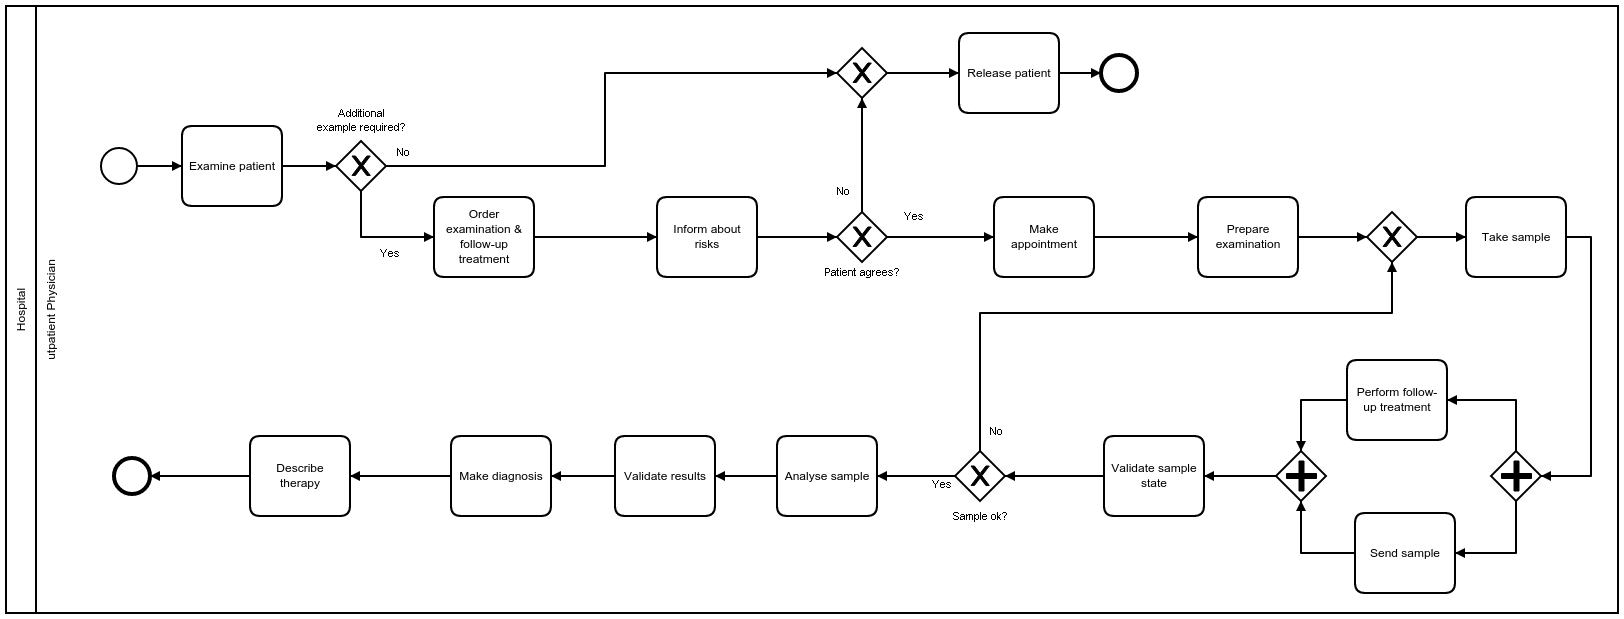 Hospital
utpatient Physician
Additional
example required?
Examine patient
No
Yes
Release patient
Order
examination &
follow-up
treatment
Inform about
risks
No
Yes
Patient agrees?
Make
appointment
Prepare
examination
Take sample
Perform follow-
up treatment
Send sample
Validate sample
state
No
Yes
Sample ok?
Analyse sample
Validate results
Make diagnosis
Describe
therapy